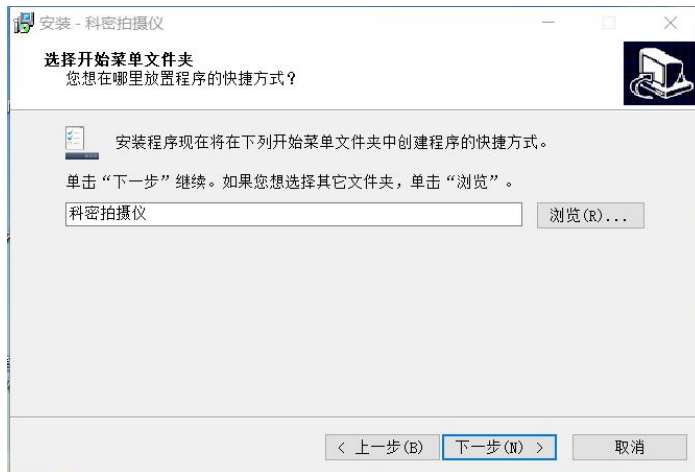 安装 - 科密拍摄仪
选择开始菜单文件夹
您想在哪里放置程序的快捷方式？
安装程序现在将在下列开始菜单文件夹中创建程序的快捷方式。
单击“下一步”继续。如果您想选择其它文件夹，单击“浏览”。
科密拍摄仪
浏览(R)...
< 上一步(B)
下一步(N) >
取消